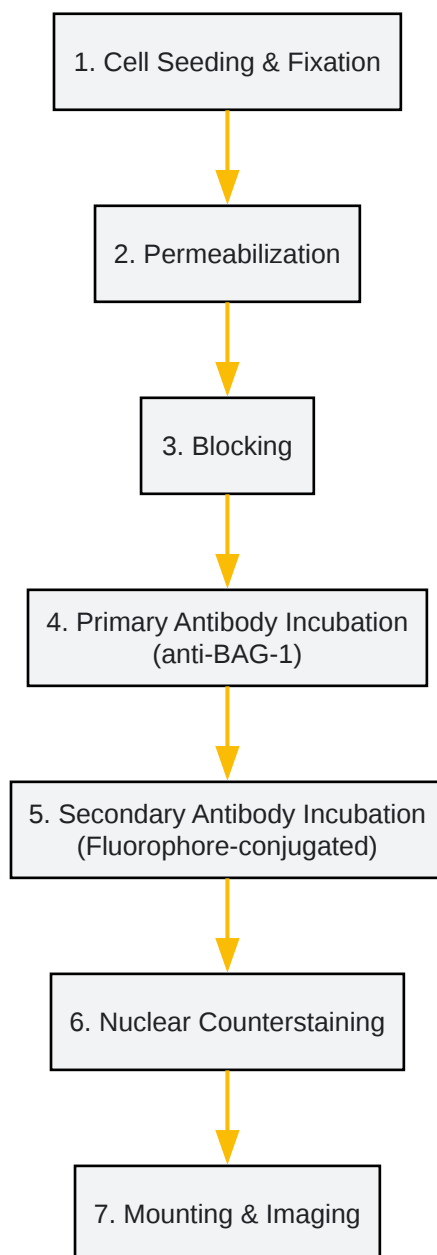 1. Cell Seeding & Fixation
2. Permeabilization
3. Blocking
4. Primary Antibody Incubation
(anti-BAG-1)
5. Secondary Antibody Incubation
(Fluorophore-conjugated)
6. Nuclear Counterstaining
7. Mounting & Imaging